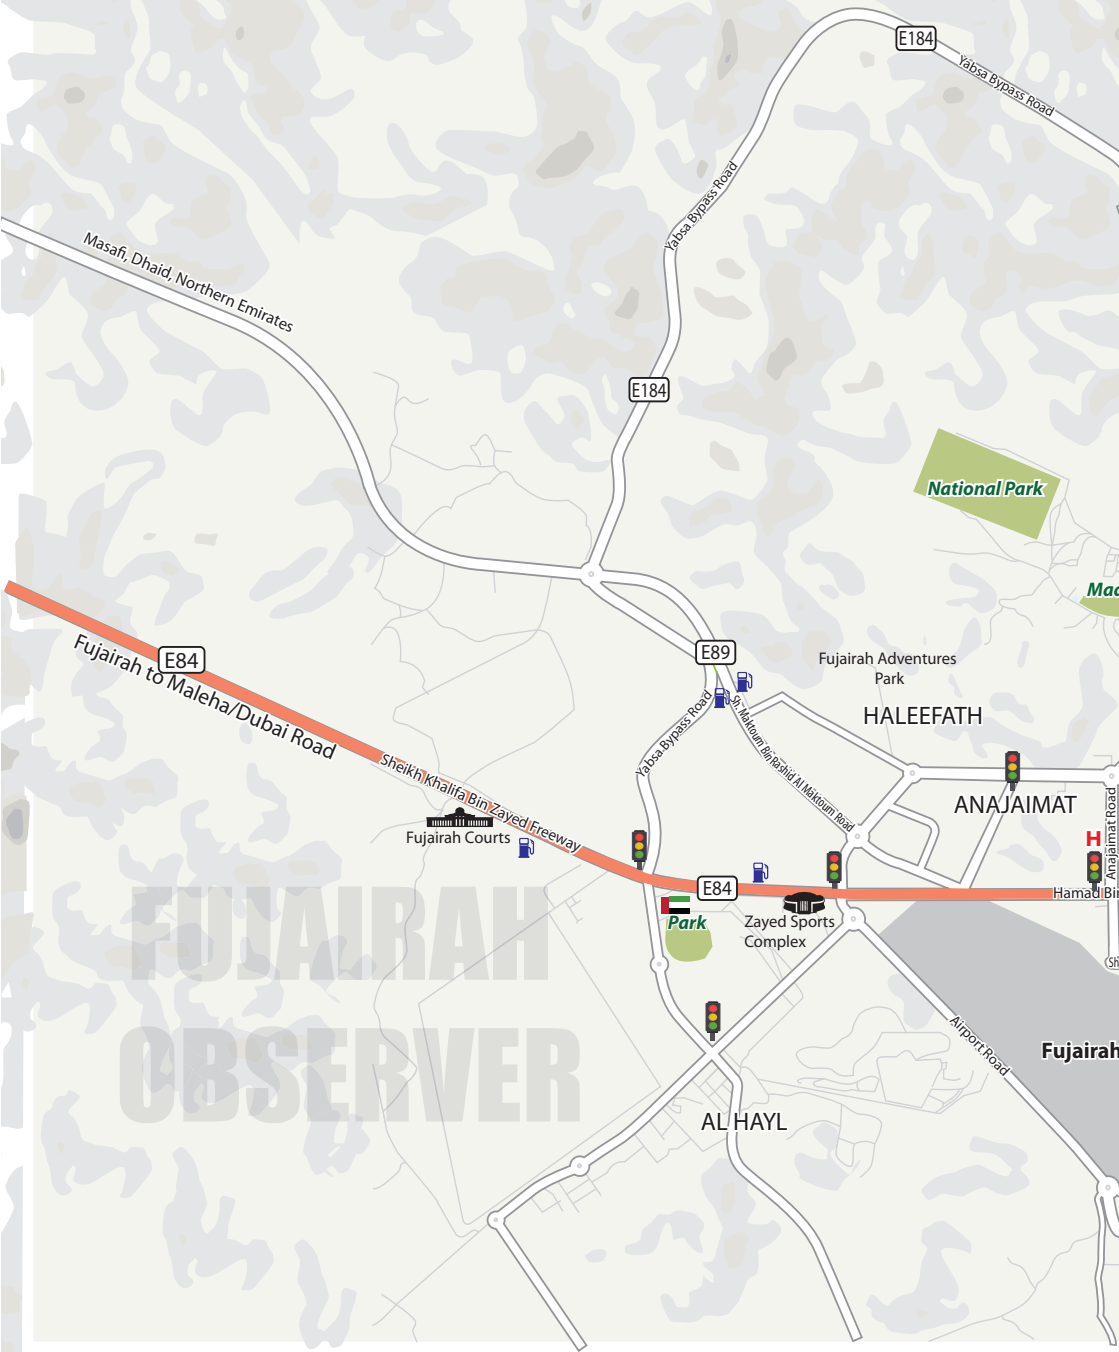 E184
Yabsa Bypass Road
Yabsa Bypass Road
Masafi, Dhaid, Northern Emirates
E184
National Park
E89
Fujairah Adventures
Park
E84
Fujairah to Maleha/Dubai Road
HALEEFATH
Yabsa Bypass Road
Sh. Maktoum Bin Rashid Al Maktoum Road
Sheikh Khalifa Bin Zayed Freeway
ANAJAIMAT
Anajaimat Road
Fujairah Courts
H
E84
Hamad Bin
Park
Zayed Sports
Complex
FUJAIRAH
OBSERVER
Sh
Airport Road
Fujairah
AL HAYL